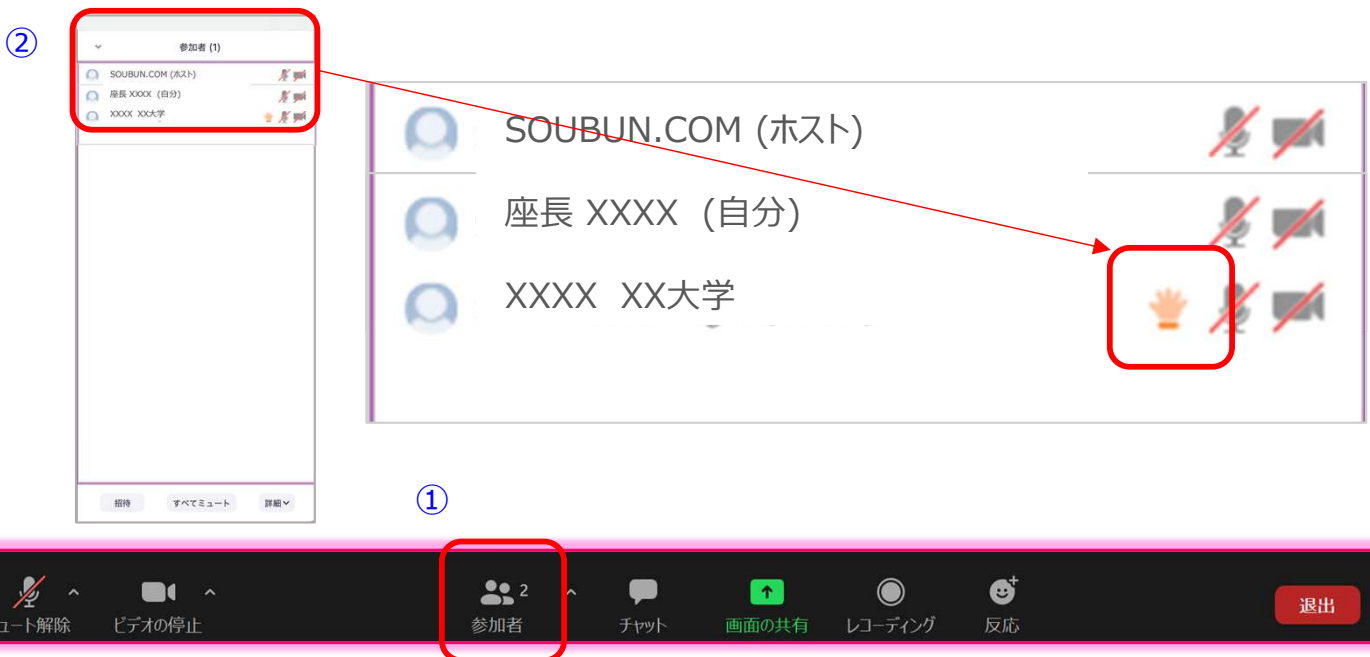 ②
参加者 (1)
SOUBUN.COM (ホスト)
座長 XXXX (自分)
XXXX XX大学
招待 すべてミュート 詳細
SOUBUN.COM (ホスト)
座長 XXXX (自分)
XXXX XX大学
①
ュート解除 ビデオの停止 参加者 2 チャット 画面の共有 レコーディング 反応 退出